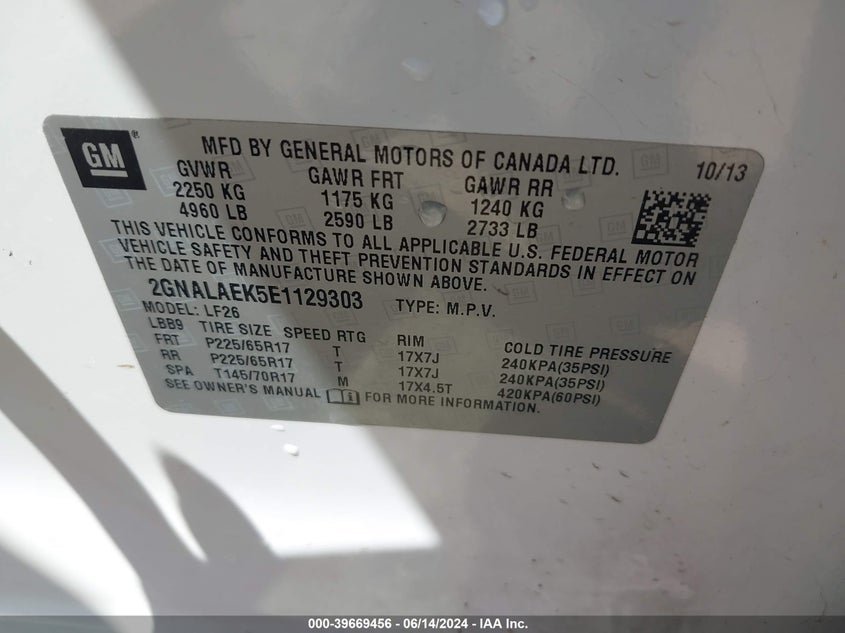 GM
MFD BY GENERAL MOTORS OF CANADA LTD. 10/13
GVWR GAWR FRT GAWR RR
2250 KG 1175 KG 1240 KG
4960 LB 2590 LB 2733 LB
THIS VEHICLE CONFORMS TO ALL APPLICABLE U.S. FEDERAL MOTOR
VEHICLE SAFETY AND THEFT PREVENTION STANDARDS IN EFFECT ON
THE DATE OF MANUFACTURE SHOWN ABOVE.
2GNALAEK5E1129303 TYPE: M.P.V.
MODEL: LF26
LBB9 TIRE SIZE SPEED RTG RIM COLD TIRE PRESSURE
FRT P225/65R17 T 17X7J 240KPA(35PSI)
RR P225/65R17 T 17X7J 240KPA(35PSI)
SPA T145/70R17 M 17X4.5T 420KPA(60PSI)
SEE OWNER'S MANUAL FOR MORE INFORMATION.
000-39669456 - 06/14/2024 - IAA Inc.